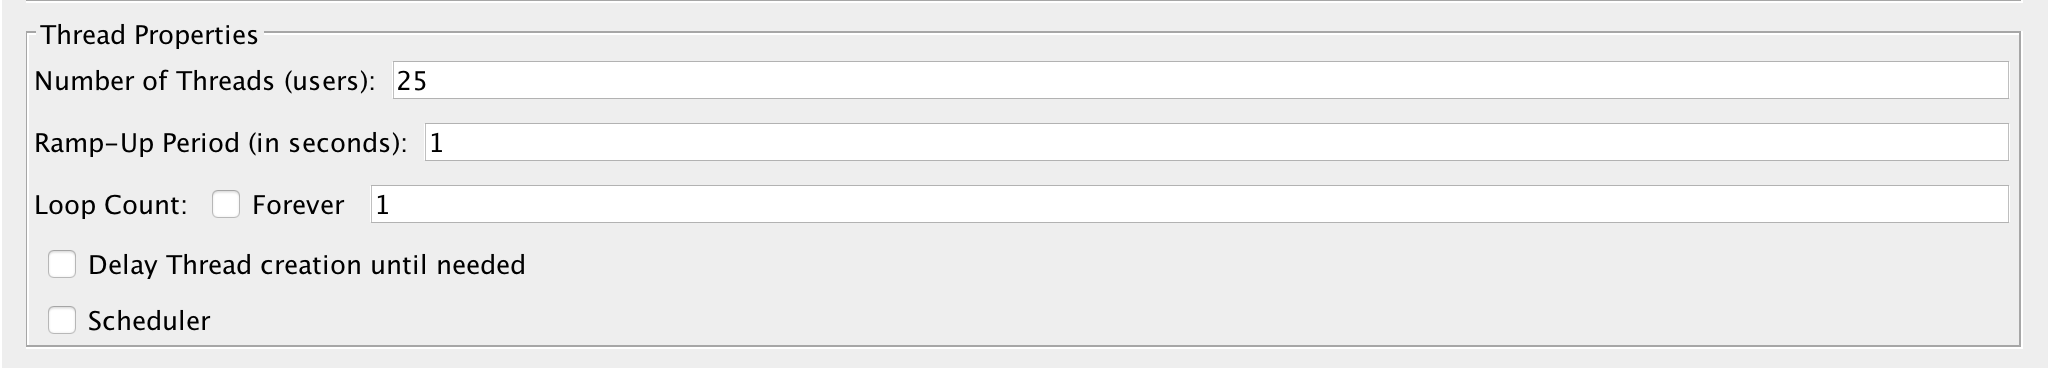 Thread Properties
Number of Threads (users): 25
Ramp-Up Period (in seconds): 1
Loop Count: Forever 1
Delay Thread creation until needed
Scheduler